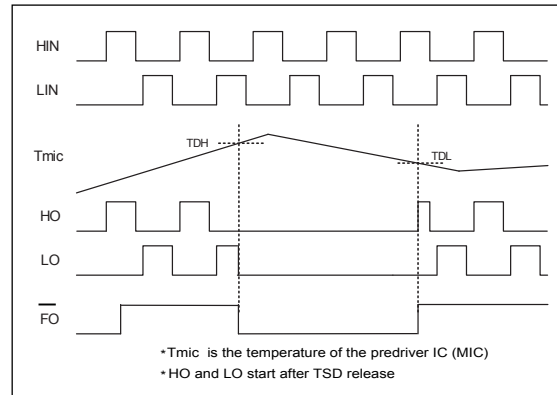 HIN
LIN
TDH
TDL
Tmic
HO
LO
FO
*Tmic is the temperature of the predriver IC (MIC)
*HO and LO start after TSD release